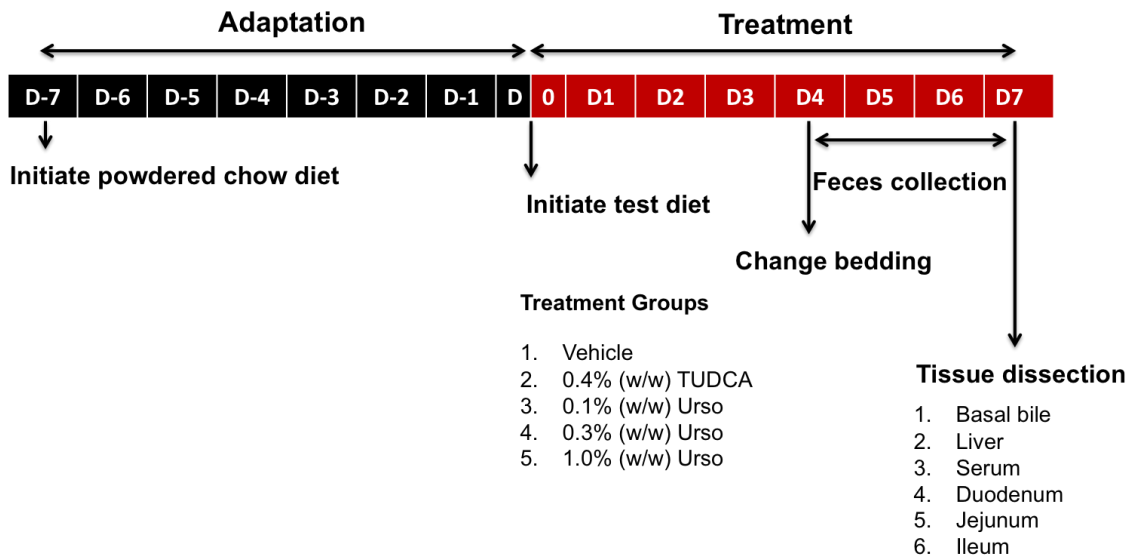 Adaptation Treatment
D-7 D-6 D-5 D-4 D-3 D-2 D-1 D 0 D1 D2 D3 D4 D5 D6 D7
Initiate powdered chow diet
Feces collection
Initiate test diet
Change bedding
Treatment Groups
1. Vehicle
2. 0.4% (w/w) TUDCA
3. 0.1% (w/w) Urso
4. 0.3% (w/w) Urso
5. 1.0% (w/w) Urso
Tissue dissection
1. Basal bile
2. Liver
3. Serum
4. Duodenum
5. Jejunum
6. Ileum